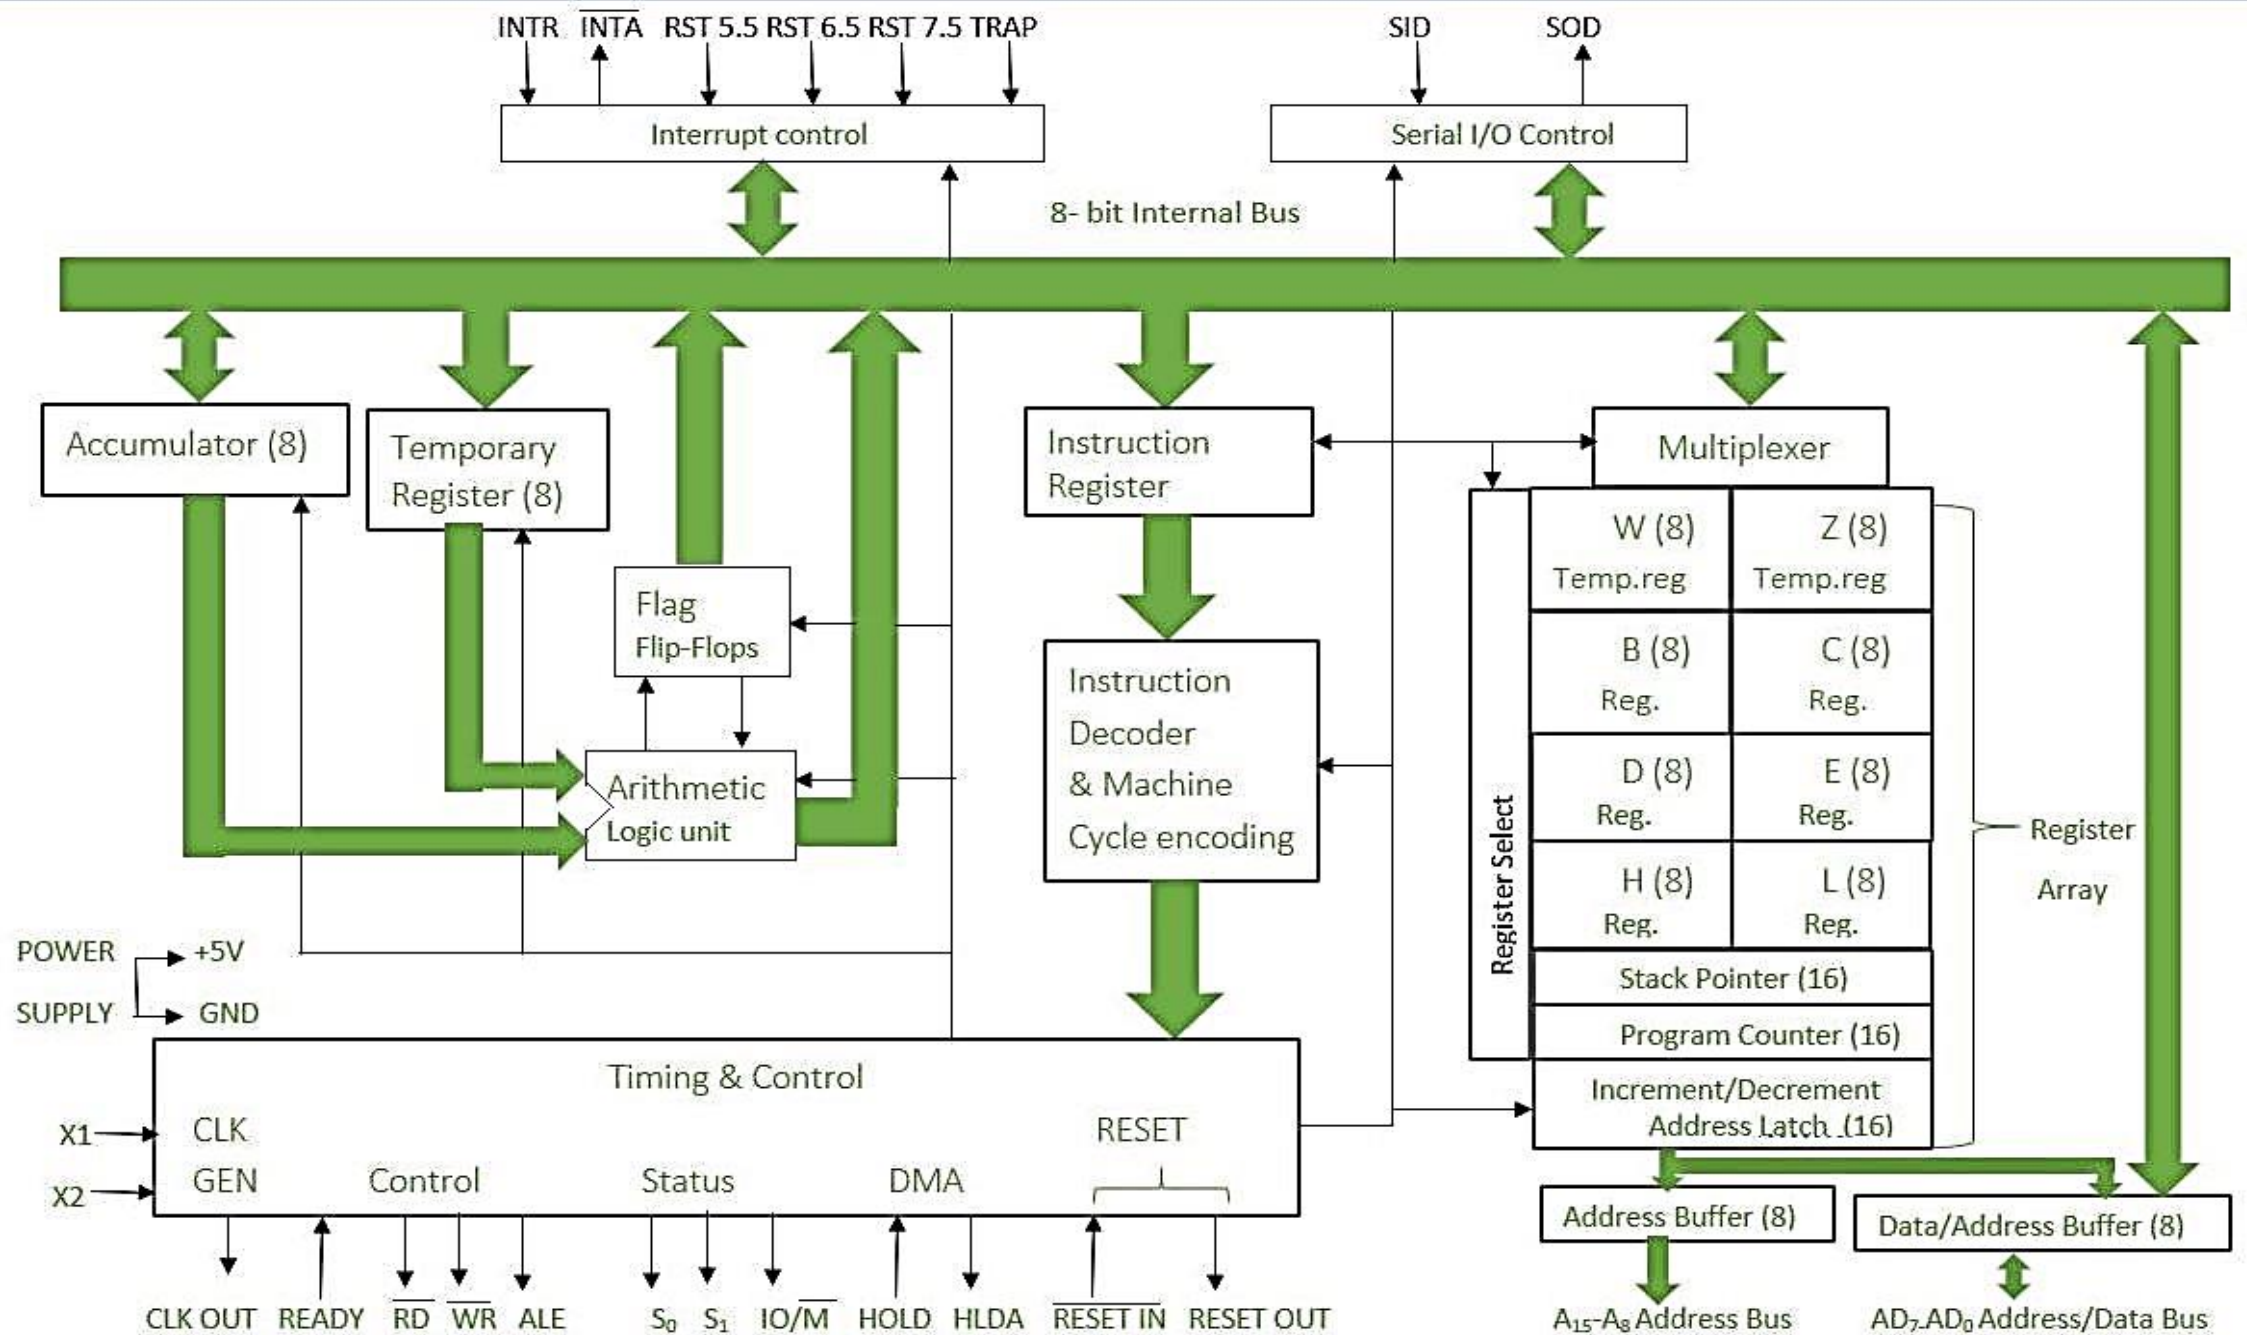 INTR INTA RST 5.5 RST 6.5 RST 7.5 TRAP
SID SOD
Interrupt control
Serial I/O Control
8- bit Internal Bus
Accumulator (8)
Temporary
Register (8)
Flag
Flip-Flops
Arithmetic
Logic unit
Instruction
Register
Instruction
Decoder
& Machine
Cycle encoding
Multiplexer
Register Select
W (8)
Temp.reg
Z (8)
Temp.reg
B (8)
Reg.
C (8)
Reg.
D (8)
Reg.
E (8)
Reg.
H (8)
Reg.
L (8)
Reg.
Stack Pointer (16)
Program Counter (16)
Increment/Decrement
Address Latch (16)
Register
Array
POWER +5V
SUPPLY GND
Timing & Control
X1 CLK
X2 GEN
Control
Status
DMA
RESET
CLK OUT READY RD WR ALE S0 S1 IO/M HOLD HLDA RESET IN RESET OUT
Address Buffer (8)
Data/Address Buffer (8)
A15-A8 Address Bus
AD7-AD0 Address/Data Bus